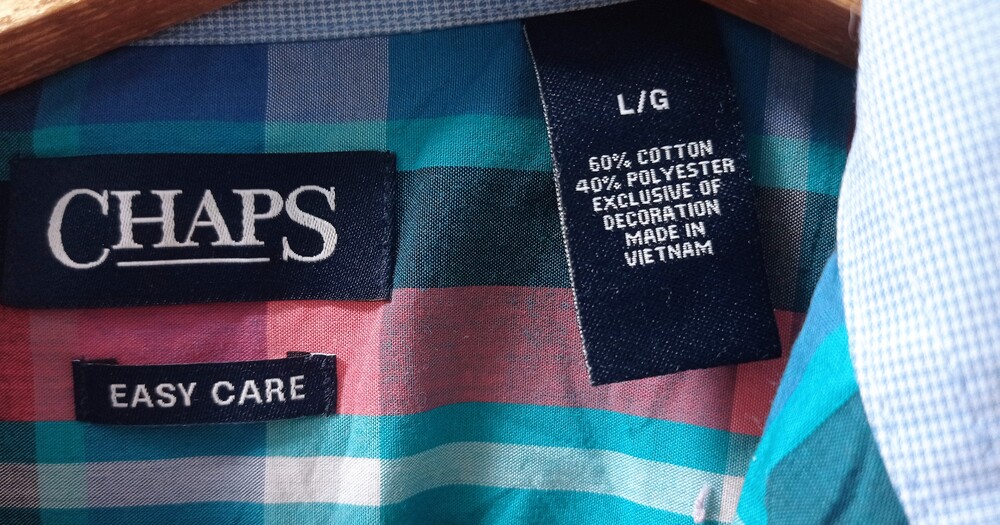 CHAPS
EASY CARE
L/G
60% COTTON
40% POLYESTER
EXCLUSIVE OF
DECORATION
MADE IN
VIETNAM